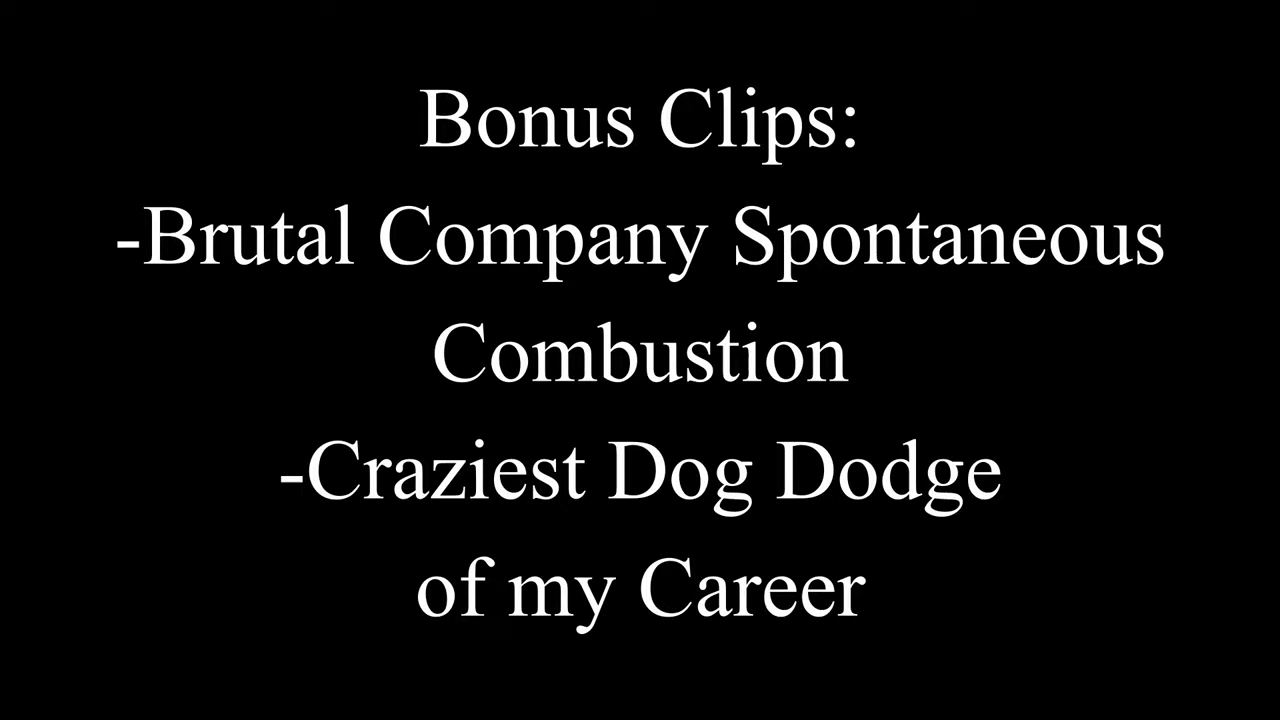 Bonus Clips:
-Brutal Company Spontaneous
Combustion
-Craziest Dog Dodge
of my Career